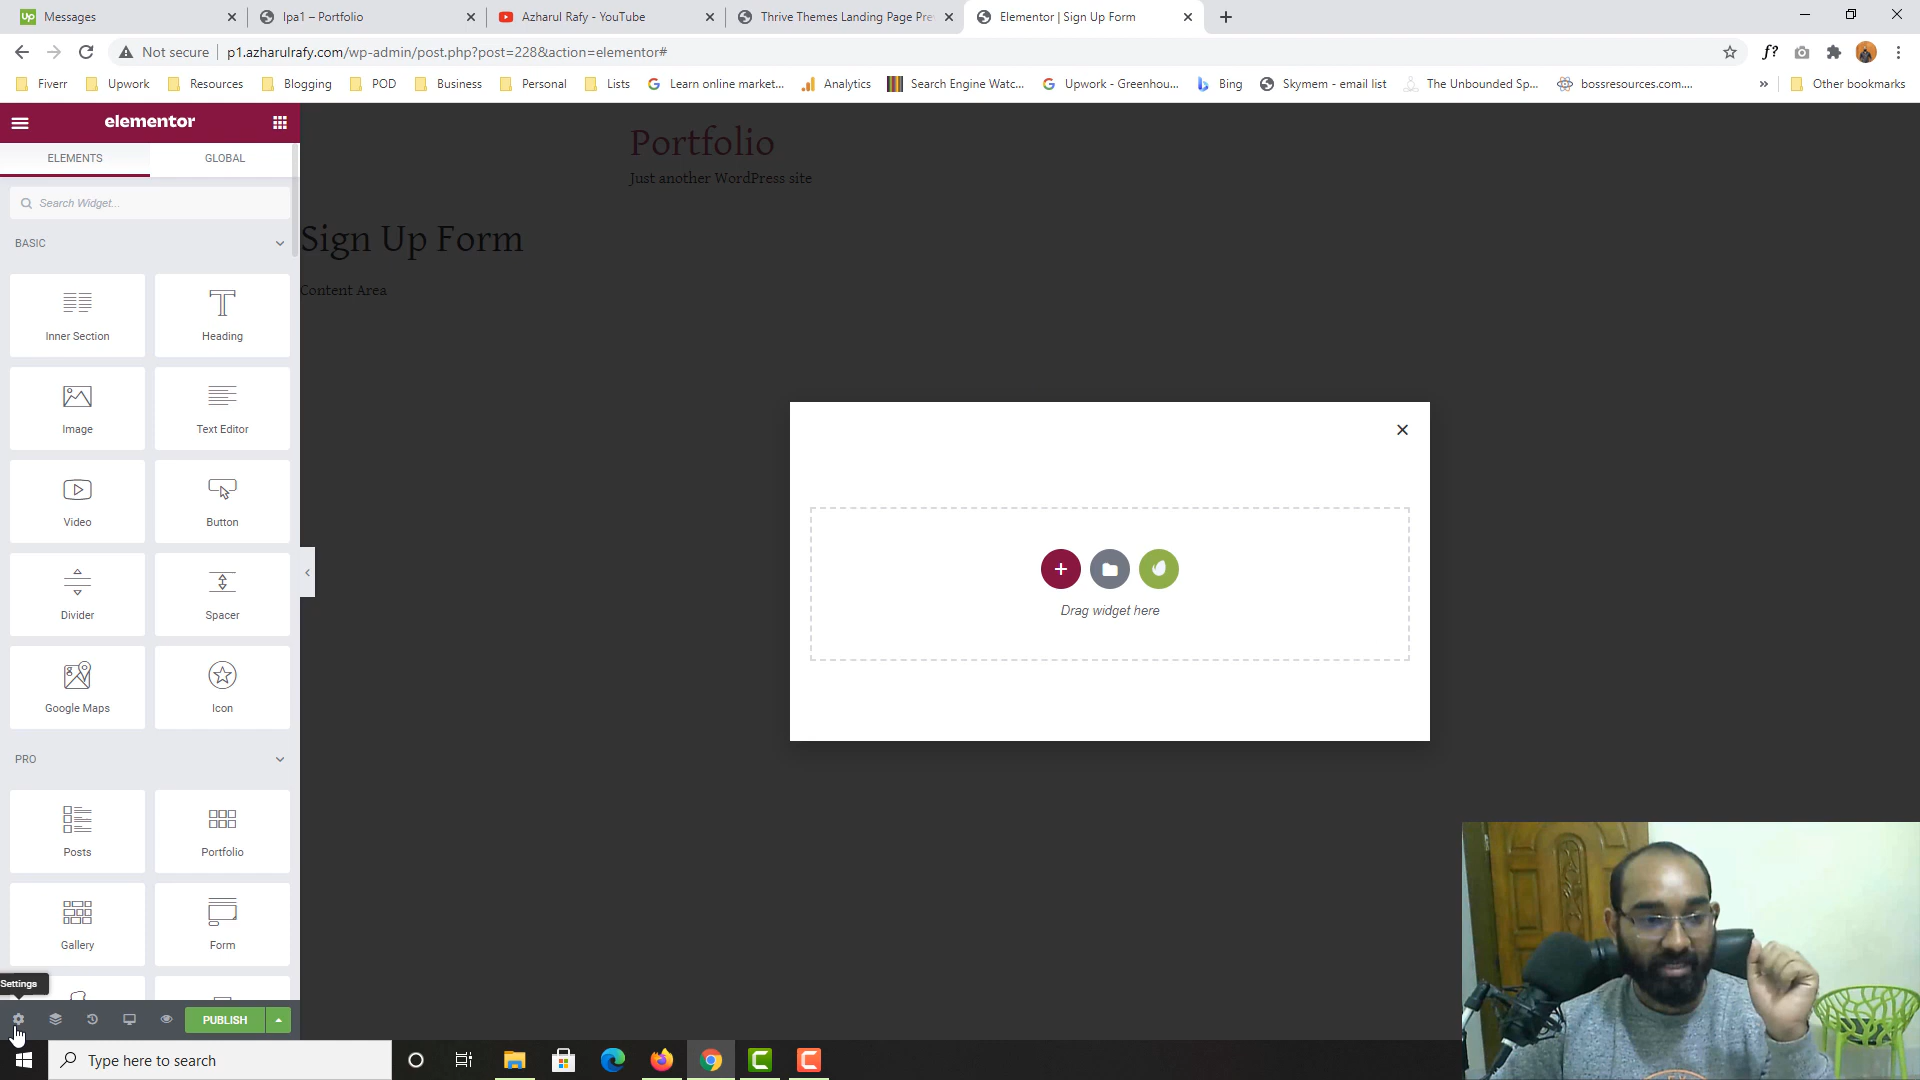 Messages
lpa1 – Portfolio
Azharul Rafy - YouTube
Thrive Themes Landing Page Pre
Elementor | Sign Up Form
Not secure
p1.azharulrafy.com/wp-admin/post.php?post=228&action=elementor#
f?
Fiverr
Upwork
Resources
Blogging
POD
Business
Personal
Lists
Learn online market...
Analytics
Search Engine Watc...
Upwork - Greenhou...
Bing
Skymem - email list
The Unbounded Sp...
bossresources.com...
»
Other bookmarks
elementor
ELEMENTS
GLOBAL
Search Widget...
BASIC
Inner Section
Heading
Image
Text Editor
Video
Button
Divider
Spacer
Google Maps
Icon
PRO
Posts
Portfolio
Gallery
Form
Settings
PUBLISH
Portfolio
Just another WordPress site
Sign Up Form
Content Area
Drag widget here
Type here to search